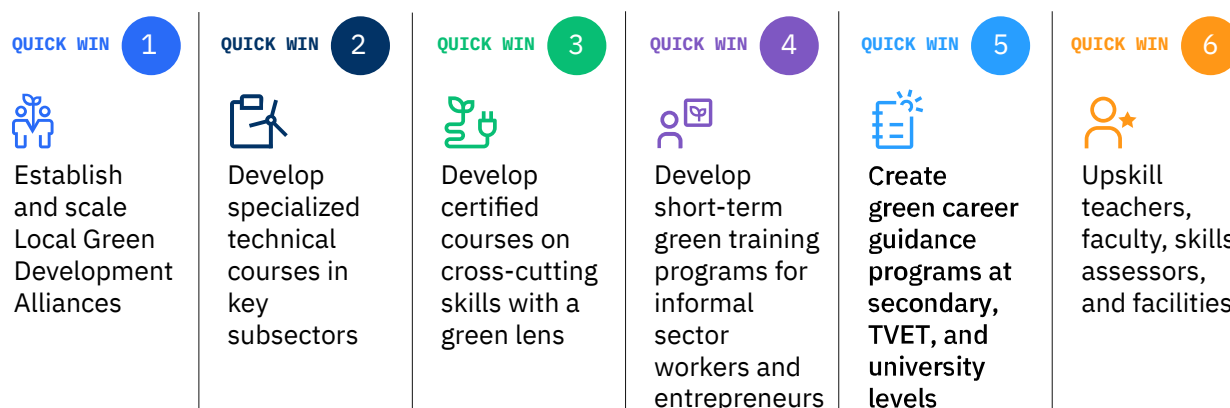 QUICK WIN 1
Establish
and scale
Local Green
Development
Alliances
QUICK WIN 2
Develop
specialized
technical
courses in
key
subsectors
QUICK WIN 3
Develop
certified
courses on
cross-cutting
skills with a
green lens
QUICK WIN 4
Develop
short-term
green training
programs for
informal
sector
workers and
entrepreneurs
QUICK WIN 5
Create
green career
guidance
programs at
secondary,
TVET, and
university
levels
QUICK WIN 6
Upskill
teachers,
faculty, skills
assessors,
and facilities